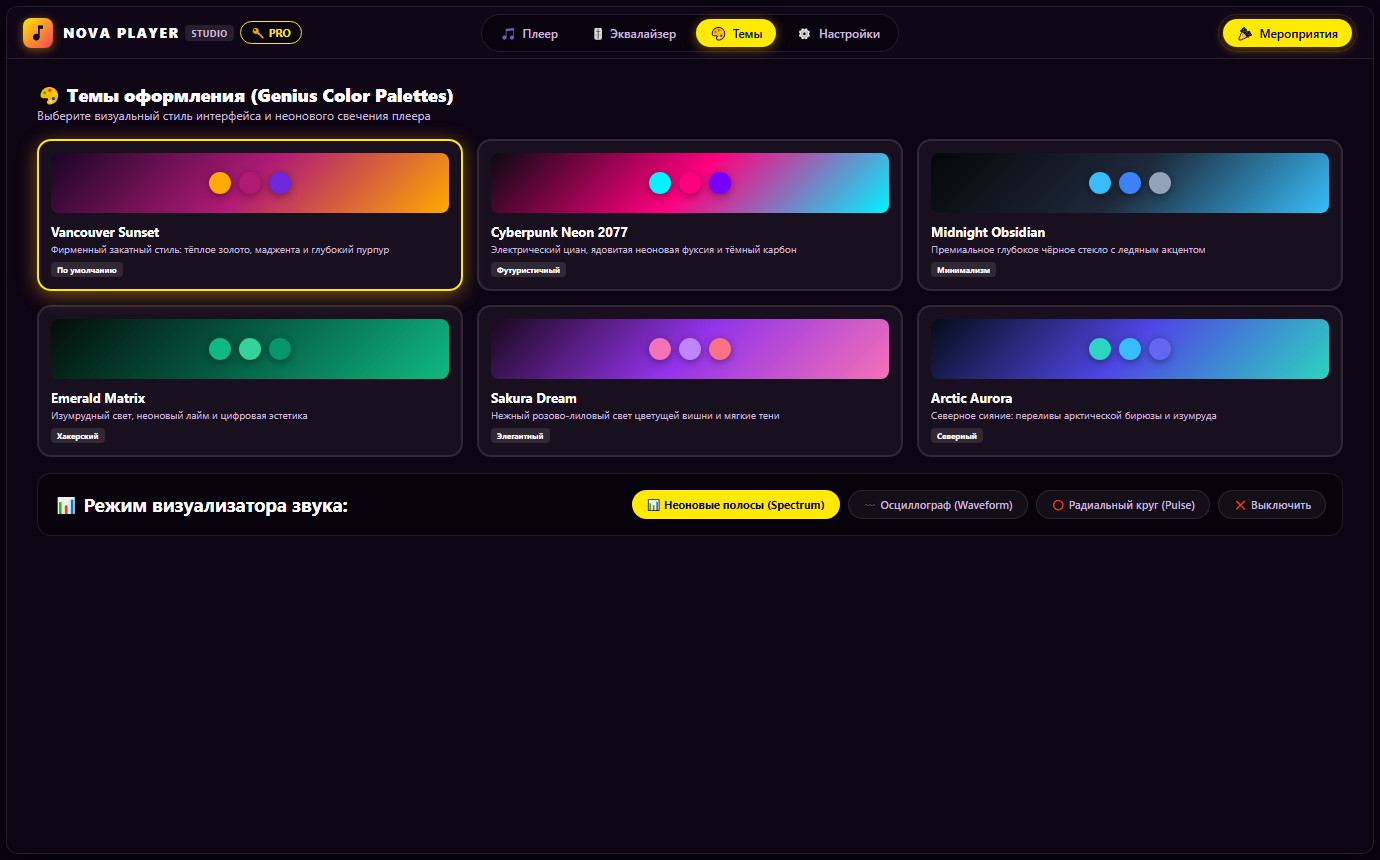 NOVA PLAYER STUDIO PRO
Плеер
Эквалайзер
Темы
Настройки
Мероприятия
Темы оформления (Genius Color Palettes)
Выберите визуальный стиль интерфейса и неонового свечения плеера
Vancouver Sunset
Фирменный закатный стиль: тёплое золото, маджента и глубокий пурпур
По умолчанию
Cyberpunk Neon 2077
Электрический циан, ядовитая неоновая фуксия и тёмный карбон
Футуристичный
Midnight Obsidian
Премиальное глубокое чёрное стекло с ледяным акцентом
Минимализм
Emerald Matrix
Изумрудный свет, неоновый лайм и цифровая эстетика
Хакерский
Sakura Dream
Нежный розово-лиловый свет цветущей вишни и мягкие тени
Элегантный
Arctic Aurora
Северное сияние: переливы арктической бирюзы и изумруда
Северный
Режим визуализатора звука:
Неоновые полосы (Spectrum)
Осциллограф (Waveform)
Радиальный круг (Pulse)
Выключить